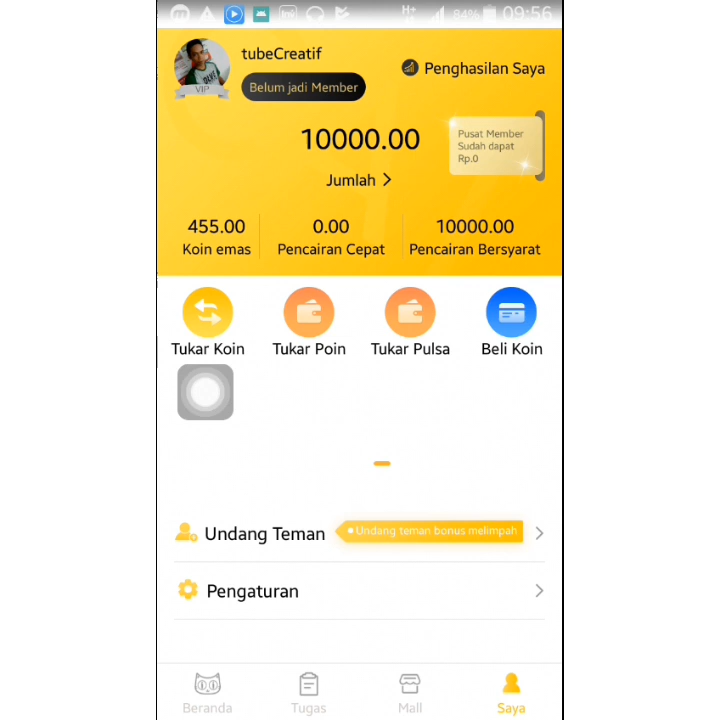 84% 09:56
tubeCreatif
VIP
Belum jadi Member
Penghasilan Saya
10000.00
Pusat Member
Sudah dapat
Rp.0
Jumlah
455.00 0.00 10000.00
Koin emas Pencairan Cepat Pencairan Bersyarat
Tukar Koin Tukar Poin Tukar Pulsa Beli Koin
Undang Teman Undang teman bonus melimpah
Pengaturan
Beranda Tugas Mall Saya